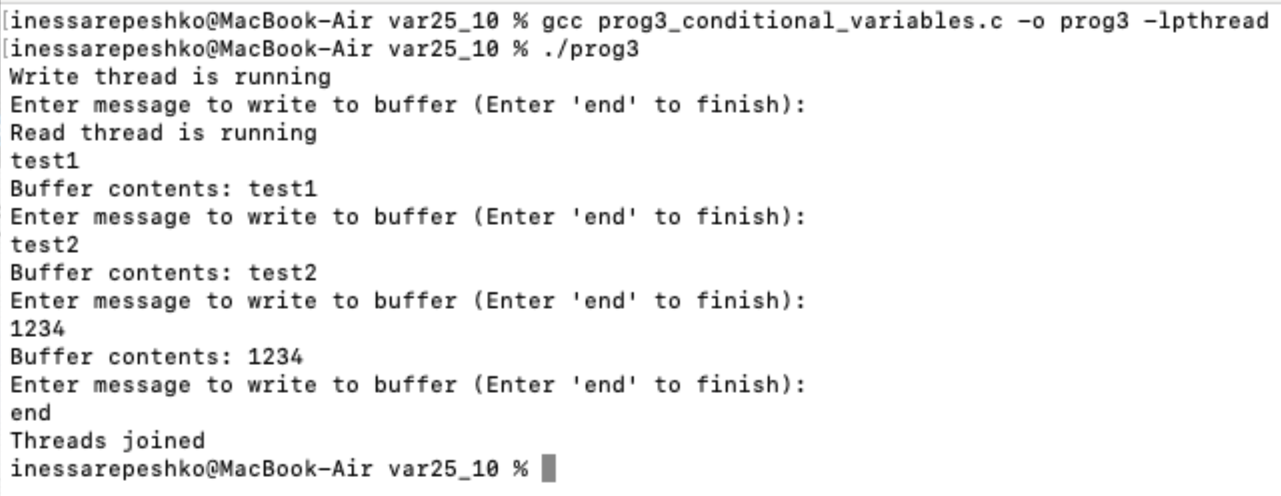 [inessarepeshko@MacBook-Air var25_10 % gcc prog3_conditional_variables.c -o prog3 -lpthread
[inessarepeshko@MacBook-Air var25_10 % ./prog3
Write thread is running
Enter message to write to buffer (Enter 'end' to finish):
Read thread is running
test1
Buffer contents: test1
Enter message to write to buffer (Enter 'end' to finish):
test2
Buffer contents: test2
Enter message to write to buffer (Enter 'end' to finish):
1234
Buffer contents: 1234
Enter message to write to buffer (Enter 'end' to finish):
end
Threads joined
inessarepeshko@MacBook-Air var25_10 %